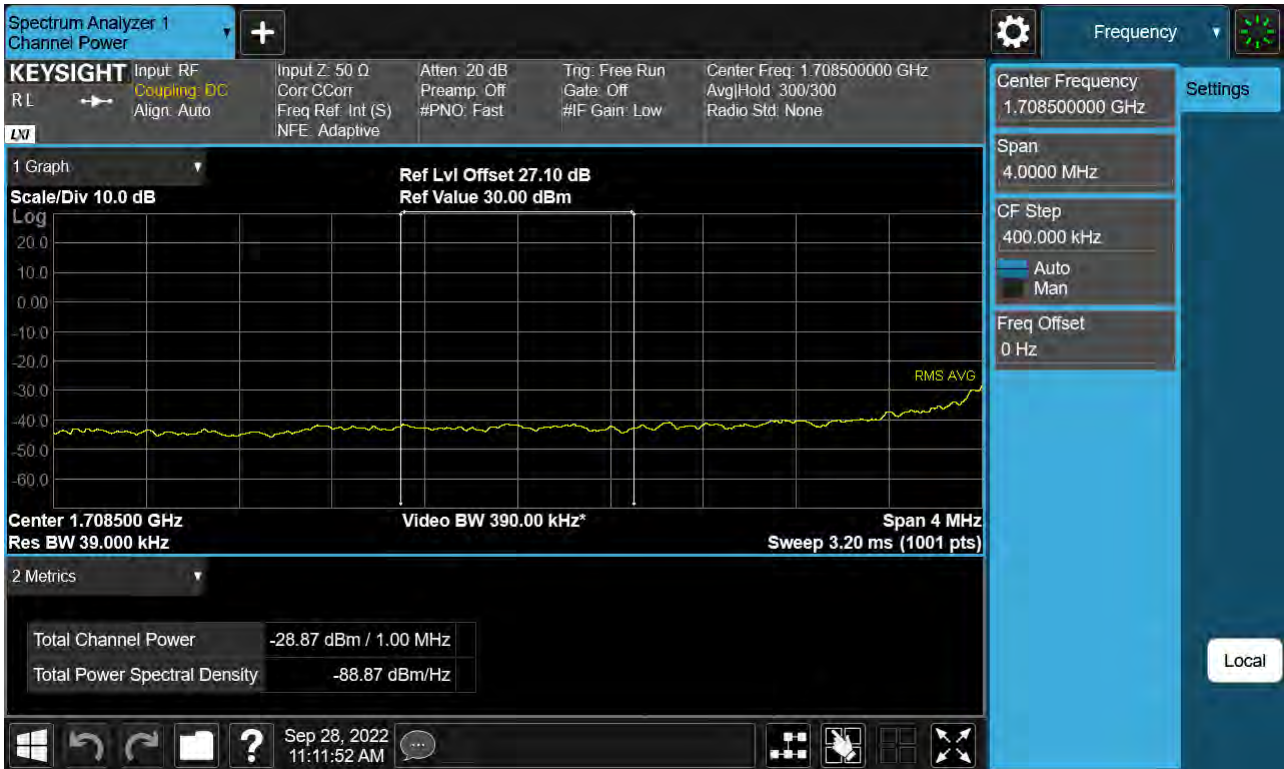 Spectrum Analyzer 1
Channel Power
+
Frequency
KEYSIGHT
RL
LXI
Input: RF
Coupling: DC
Align: Auto
Input Z: 50 Ω
Corr CCorr
Freq Ref: Int (S)
NFE: Adaptive
Atten: 20 dB
Preamp: Off
#PNO: Fast
Trig: Free Run
Gate: Off
#IF Gain: Low
Center Freq: 1.708500000 GHz
Avg|Hold: 300/300
Radio Std: None
Center Frequency
1.708500000 GHz
Settings
Span
4.0000 MHz
CF Step
400.000 kHz
Auto
Man
Freq Offset
0 Hz
1 Graph
Ref Lvl Offset 27.10 dB
Scale/Div 10.0 dB
Ref Value 30.00 dBm
Log
20.0
10.0
0.00
-10.0
-20.0
-30.0
-40.0
-50.0
-60.0
RMS AVG
Center 1.708500 GHz
Video BW 390.00 kHz*
Span 4 MHz
Res BW 39.000 kHz
Sweep 3.20 ms (1001 pts)
2 Metrics
Total Channel Power
-28.87 dBm / 1.00 MHz
Total Power Spectral Density
-88.87 dBm/Hz
Local
?
Sep 28, 2022
11:11:52 AM